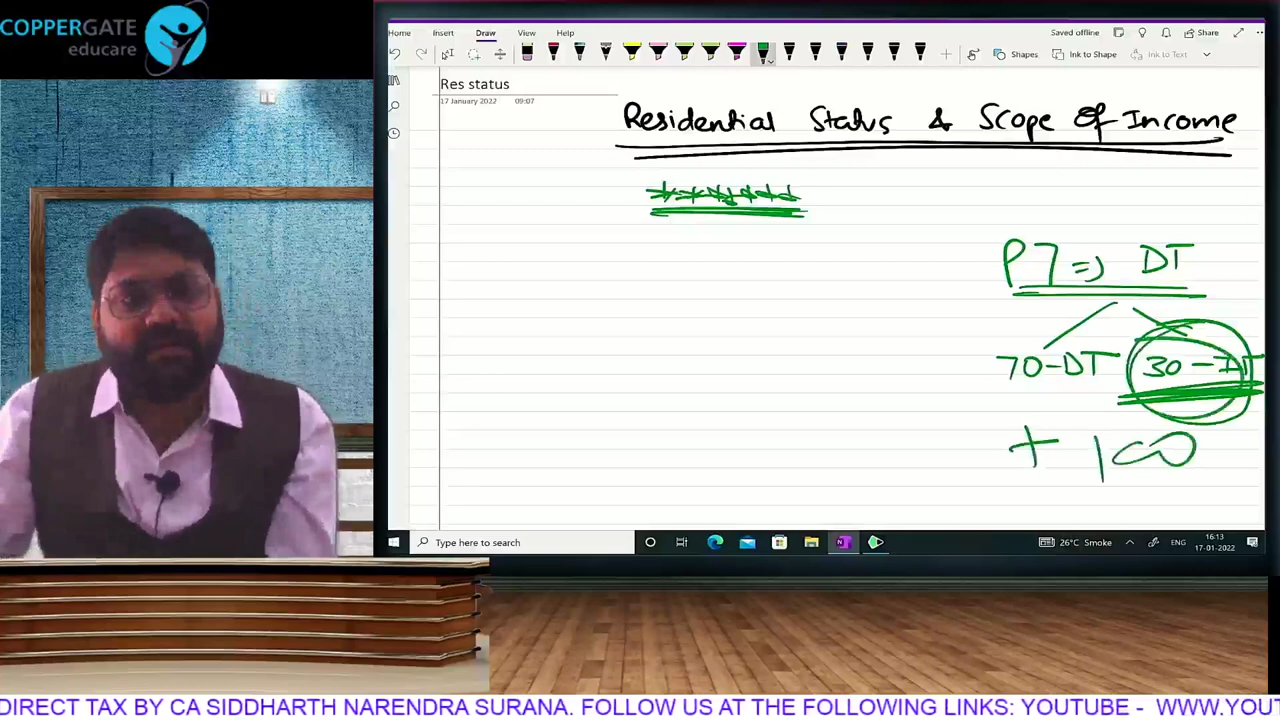 COPPERGATE
educare
Home Insert Draw View Help
Saved offline
Share
Shapes
Ink to Shape
Ink to Text
Res status
17 January 2022 09:07
Residential Status & Scope Of Income
P7 => DT
70-DT
30-IT
+ 100
Type here to search
26°C Smoke
ENG
16:13
17-01-2022
DIRECT TAX BY CA SIDDHARTH NARENDRA SURANA. FOLLOW US AT THE FOLLOWING LINKS: YOUTUBE - WWW.YOUT